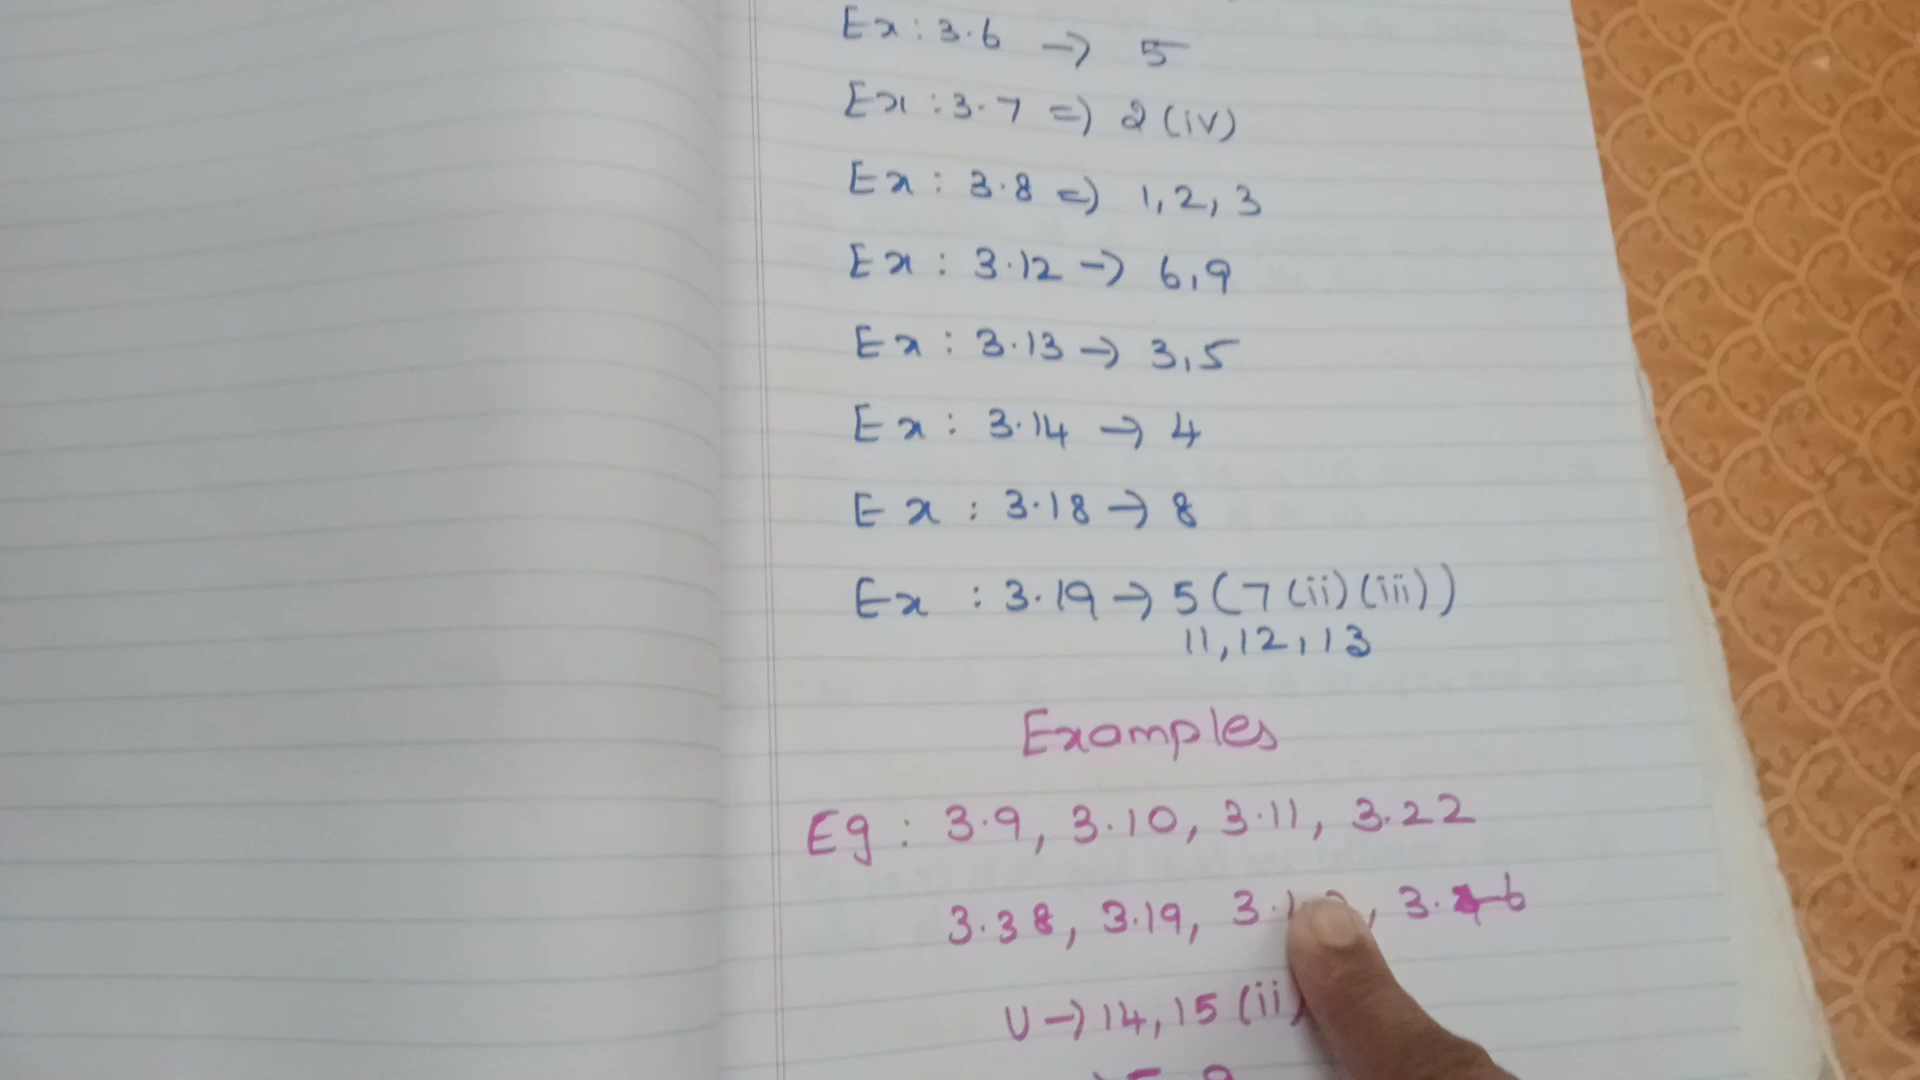 Ex : 3.6 → 5
Ex : 3.7 ⇒ 2 (iv)
Ex : 3.8 ⇒ 1, 2, 3
Ex : 3.12 → 6, 9
Ex : 3.13 → 3, 5
Ex : 3.14 → 4
Ex : 3.18 → 8
Ex : 3.19 → 5 (7 (ii) (iii))
11, 12, 13
Examples
Eg : 3.9, 3.10, 3.11, 3.22
3.38, 3.19,
U → 14, 15 (ii)